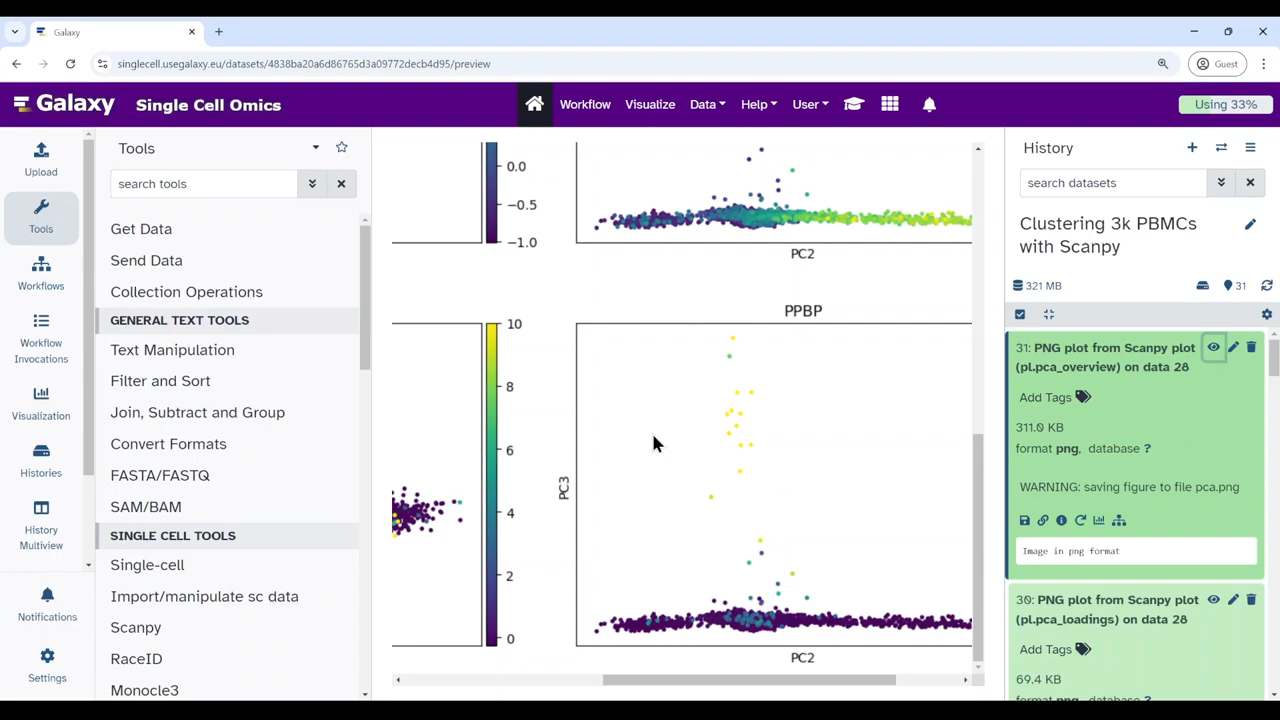 Galaxy
singlecell.usegalaxy.eu/datasets/4838ba20a6d86765d3a09772decb4d95/preview
Guest
Galaxy Single Cell Omics
Workflow Visualize Data Help User
Using 33%
Upload
Tools
Workflows
Workflow
Invocations
Visualization
Histories
History
Multiview
Notifications
Settings
Tools
search tools
Get Data
Send Data
Collection Operations
GENERAL TEXT TOOLS
Text Manipulation
Filter and Sort
Join, Subtract and Group
Convert Formats
FASTA/FASTQ
SAM/BAM
SINGLE CELL TOOLS
Single-cell
Import/manipulate sc data
Scanpy
RaceID
Monocle3
0.0
−0.5
−1.0
PC2
PPBP
10
8
6
4
2
0
PC3
PC2
History
search datasets
Clustering 3k PBMCs
with Scanpy
321 MB
31
31: PNG plot from Scanpy plot
(pl.pca_overview) on data 28
Add Tags
311.0 KB
format png, database ?
WARNING: saving figure to file pca.png
Image in png format
30: PNG plot from Scanpy plot
(pl.pca_loadings) on data 28
Add Tags
69.4 KB
format png, database ?